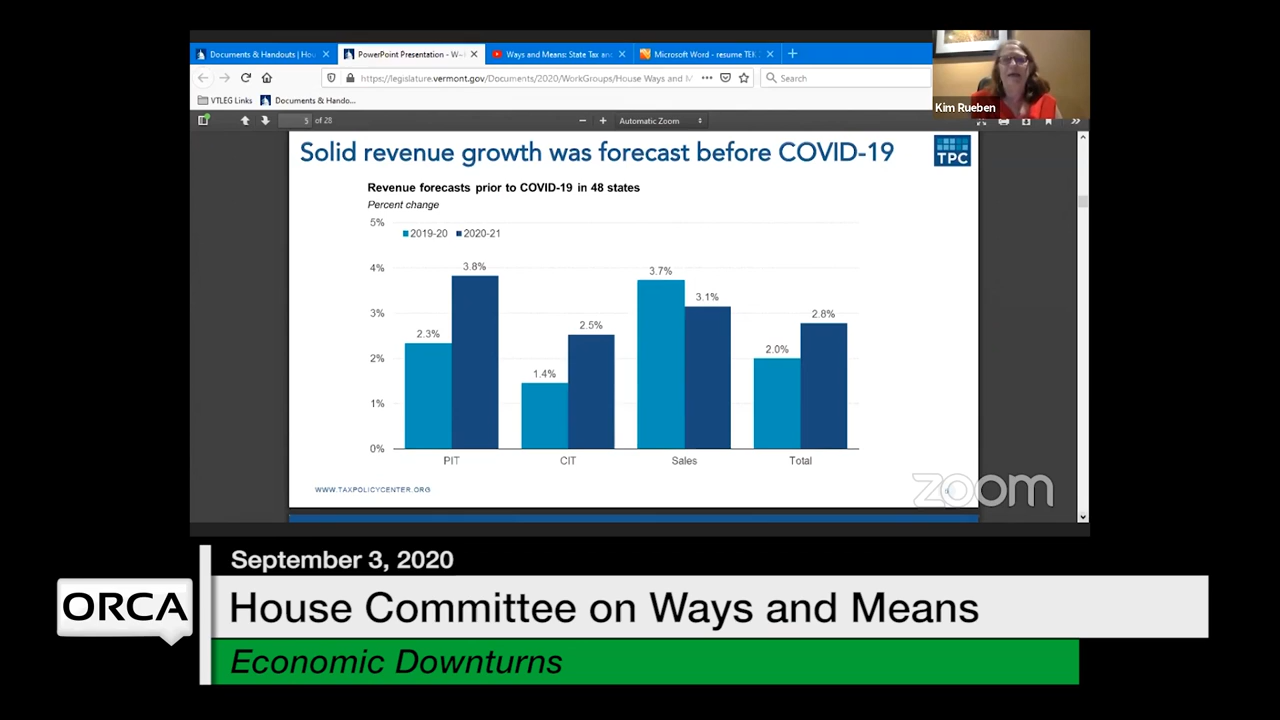 Documents & Handouts | Hou
PowerPoint Presentation - W~
Ways and Means: State Tax and
Microsoft Word - resume TEK
https://legislature.vermont.gov/Documents/2020/WorkGroups/House Ways and M
Search
VTLEG Links
Documents & Hando...
Kim Rueben
5 of 28
Automatic Zoom
Solid revenue growth was forecast before COVID-19
TPC
Revenue forecasts prior to COVID-19 in 48 states
Percent change
5%
2019-20 2020-21
4%
3%
2%
1%
0%
2.3%
3.8%
1.4%
2.5%
3.7%
3.1%
2.0%
2.8%
PIT CIT Sales Total
WWW.TAXPOLICYCENTER.ORG
zoom
September 3, 2020
ORCA
House Committee on Ways and Means
Economic Downturns